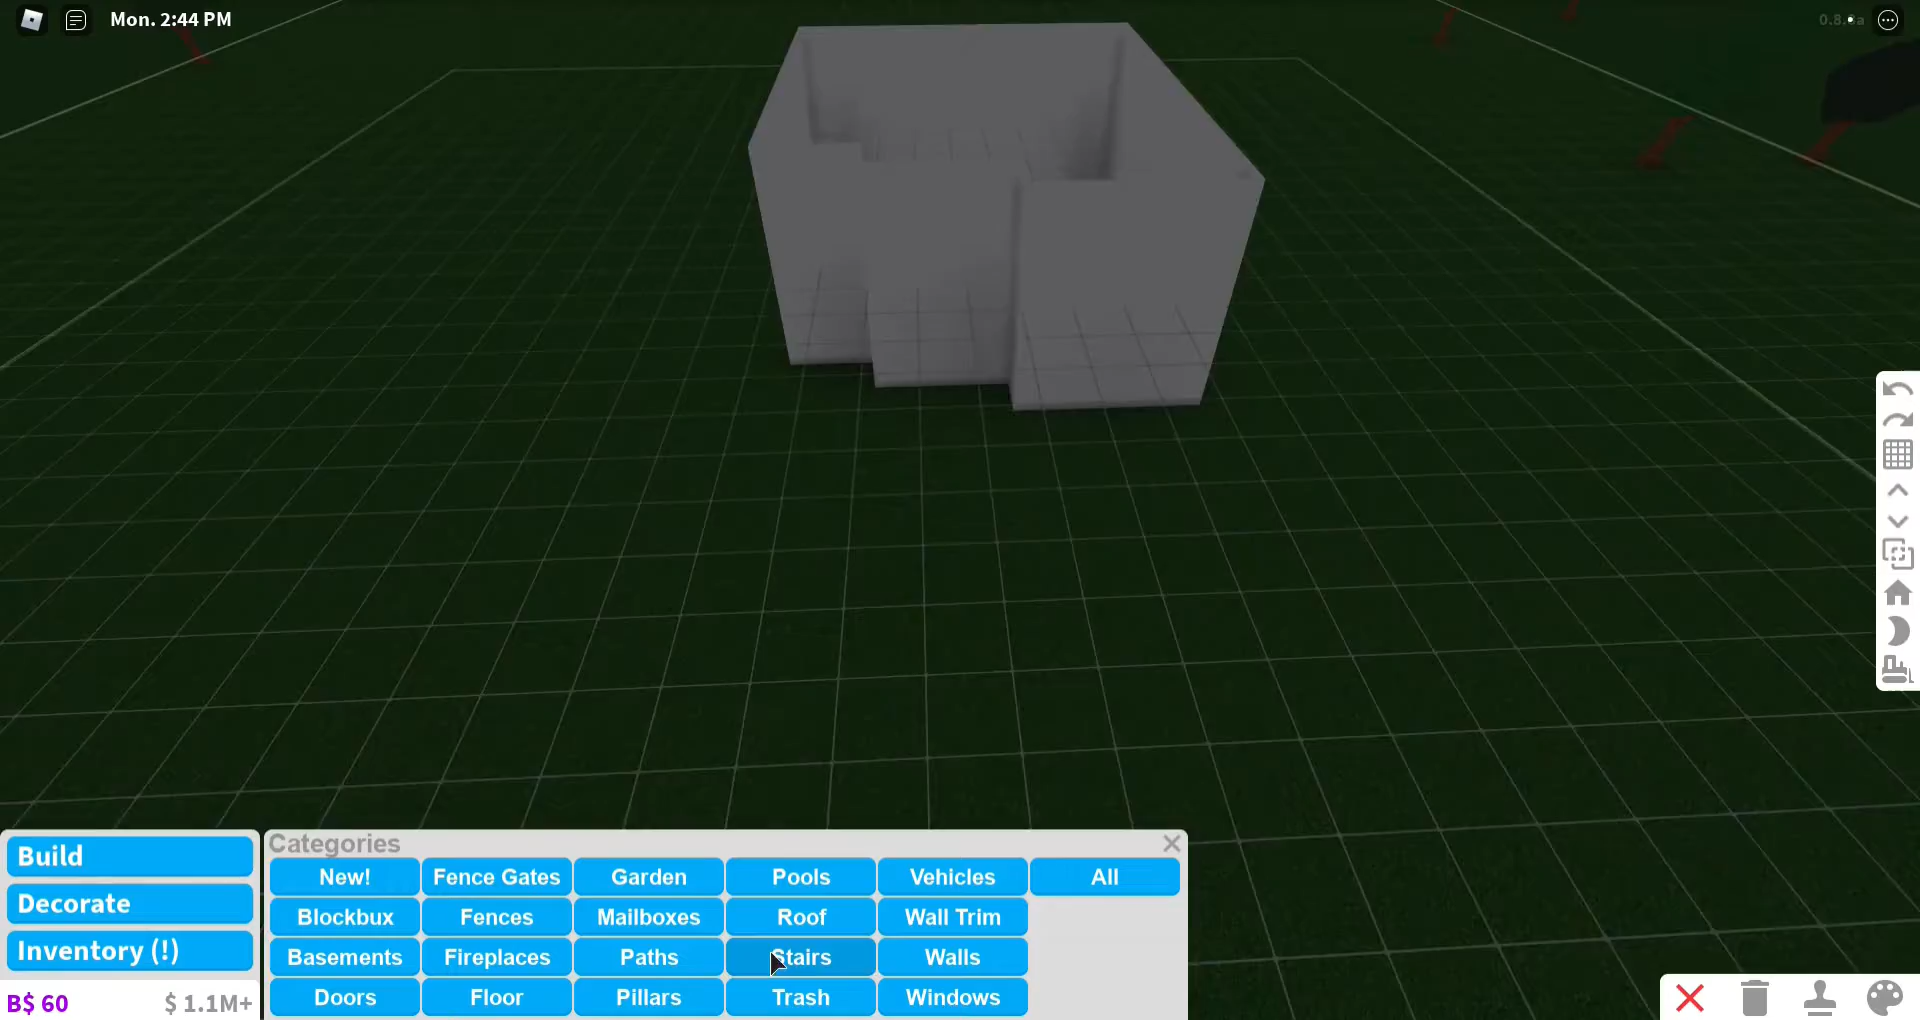 Mon. 2:44 PM
Build
Decorate
Inventory (!)
B$ 60
$ 1.1M+
Categories
New!
Fence Gates
Garden
Pools
Vehicles
All
Blockbux
Fences
Mailboxes
Roof
Wall Trim
Basements
Fireplaces
Paths
Stairs
Walls
Doors
Floor
Pillars
Trash
Windows